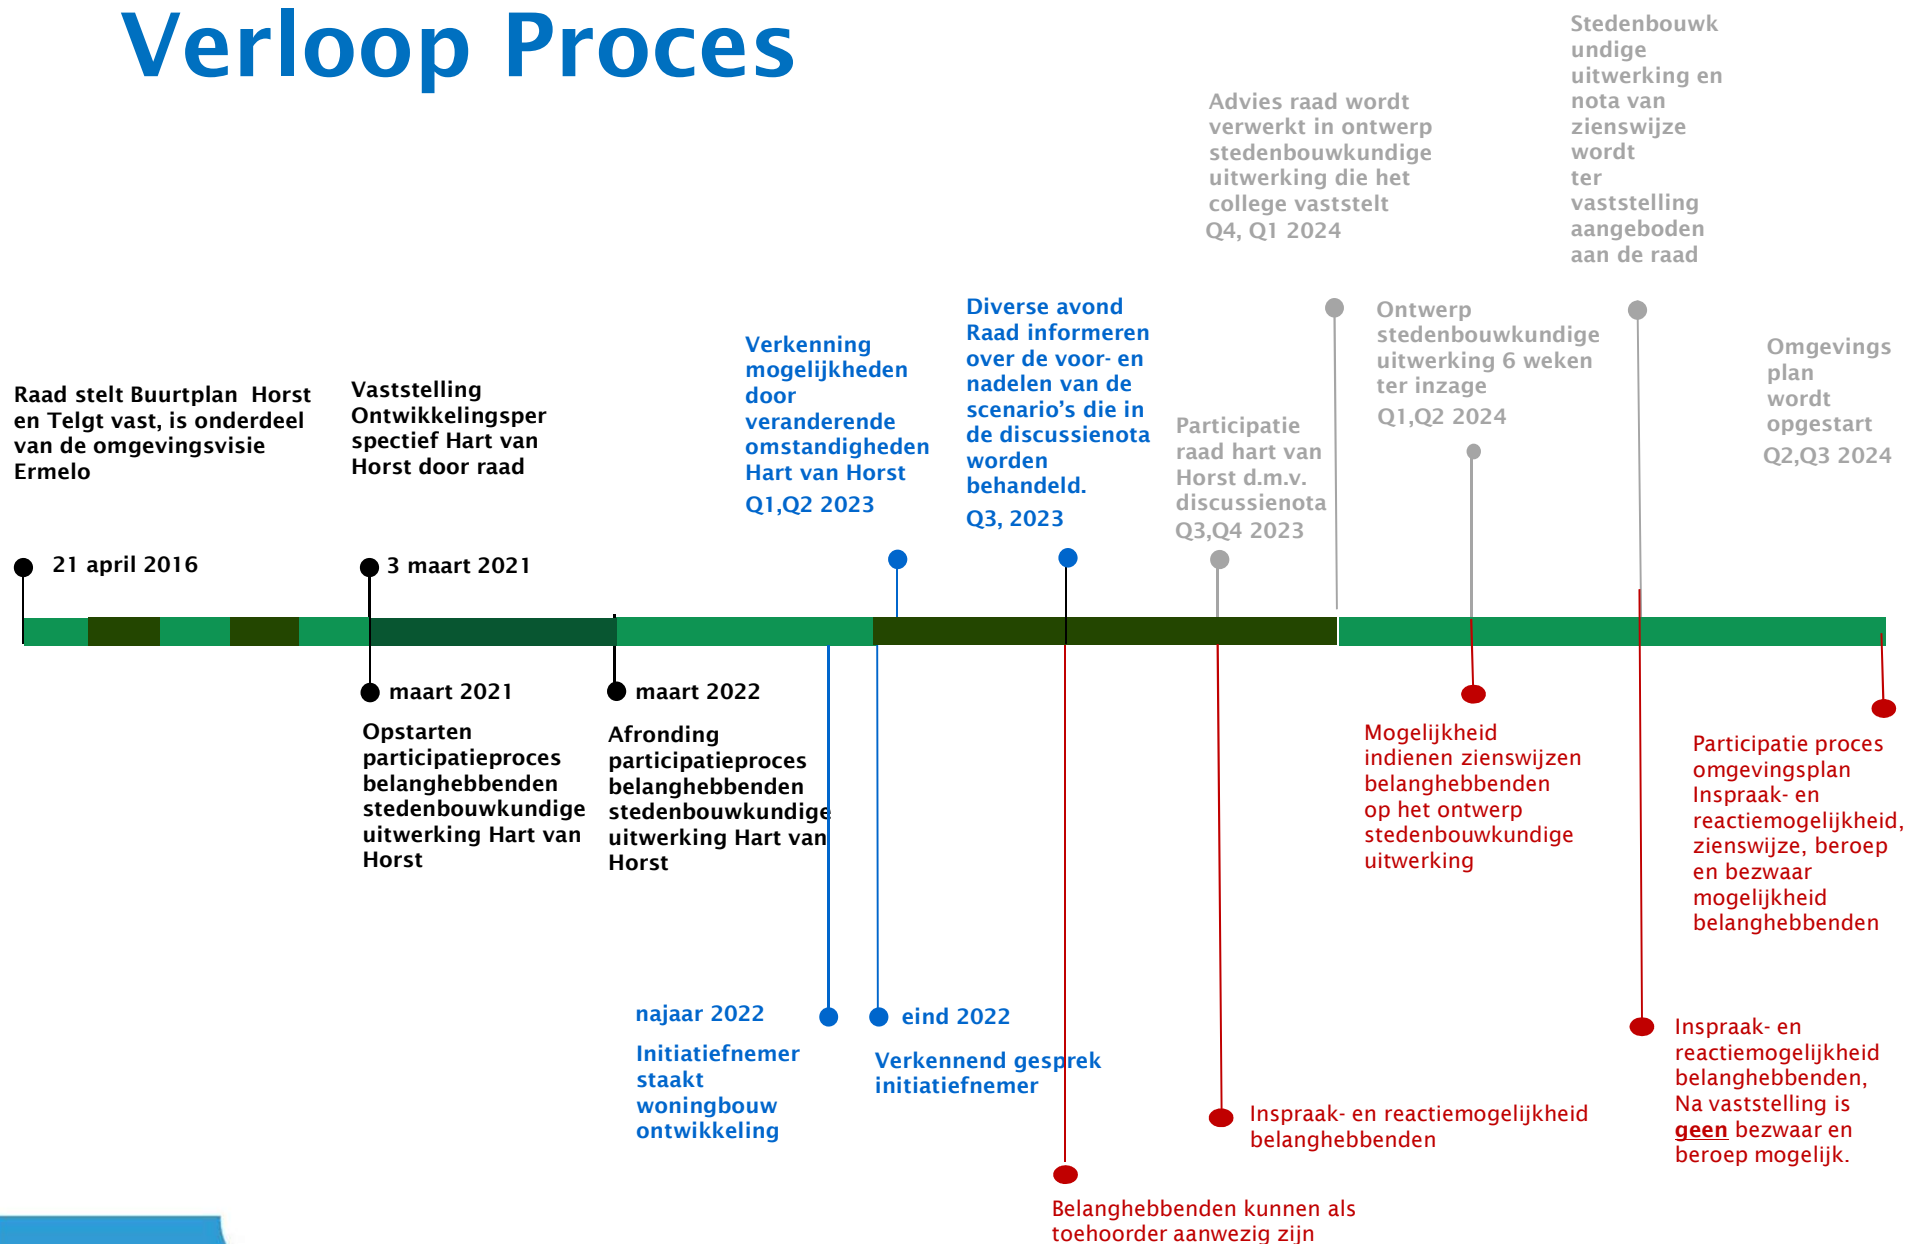 Verloop Proces
Raad stelt Buurtplan  Horst
en Telgt vast, is onderdeel
van de omgevingsvisie
Ermelo
21 april 2016
Vaststelling
Ontwikkelingsper
spectief Hart van
Horst door raad
3 maart 2021
Verkenning
mogelijkheden
door
veranderende
omstandigheden
Hart van Horst
Q1,Q2 2023
Diverse avond
Raad informeren
over de voor- en
nadelen van de
scenario's die in
de discussienota
worden
behandeld.
Q3, 2023
Participatie
raad hart van
Horst d.m.v.
discussienota
Q3,Q4 2023
Advies raad wordt
verwerkt in ontwerp
stedenbouwkundige
uitwerking die het
college vaststelt
Q4, Q1 2024
Ontwerp
stedenbouwkundige
uitwerking 6 weken
ter inzage
Q1,Q2 2024
Stedenbouwk
undige
uitwerking en
nota van
zienswijze
wordt
ter
vaststelling
aangeboden
aan de raad
Omgevings
plan
wordt
opgestart
Q2,Q3 2024
maart 2021
Opstarten
participatieproces
belanghebbenden
stedenbouwkundige
uitwerking Hart van
Horst
maart 2022
Afronding
participatieproces
belanghebbenden
stedenbouwkundige
uitwerking Hart van
Horst
najaar 2022
Initiatiefnemer
staakt
woningbouw
ontwikkeling
eind 2022
Verkennend gesprek
initiatiefnemer
Belanghebbenden kunnen als
toehoorder aanwezig zijn
Inspraak- en reactiemogelijkheid
belanghebbenden
Mogelijkheid
indienen zienswijzen
belanghebbenden
op het ontwerp
stedenbouwkundige
uitwerking
Inspraak- en
reactiemogelijkheid
belanghebbenden,
Na vaststelling is
geen bezwaar en
beroep mogelijk.
Participatie proces
omgevingsplan
Inspraak- en
reactiemogelijkheid,
zienswijze, beroep
en bezwaar
mogelijkheid
belanghebbenden